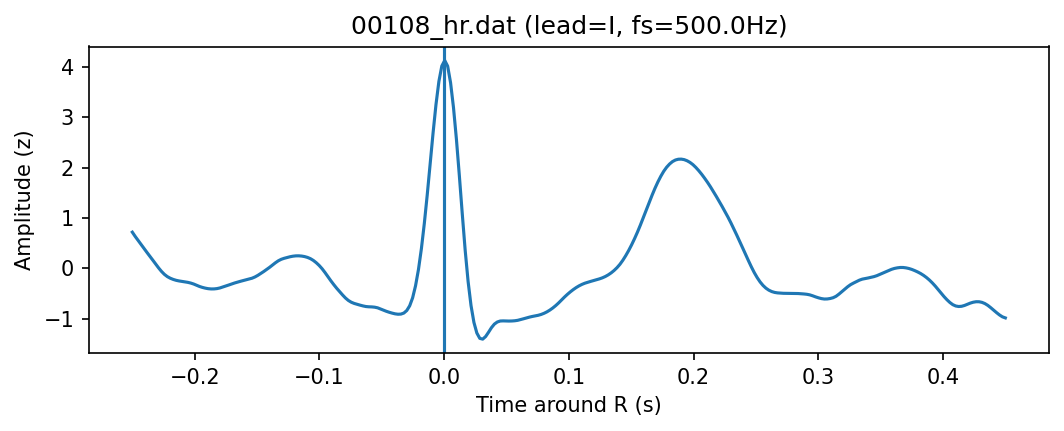 00108_hr.dat (lead=I, fs=500.0Hz)
Amplitude (z)
4
3
2
1
0
−1
−0.2 −0.1 0.0 0.1 0.2 0.3 0.4
Time around R (s)